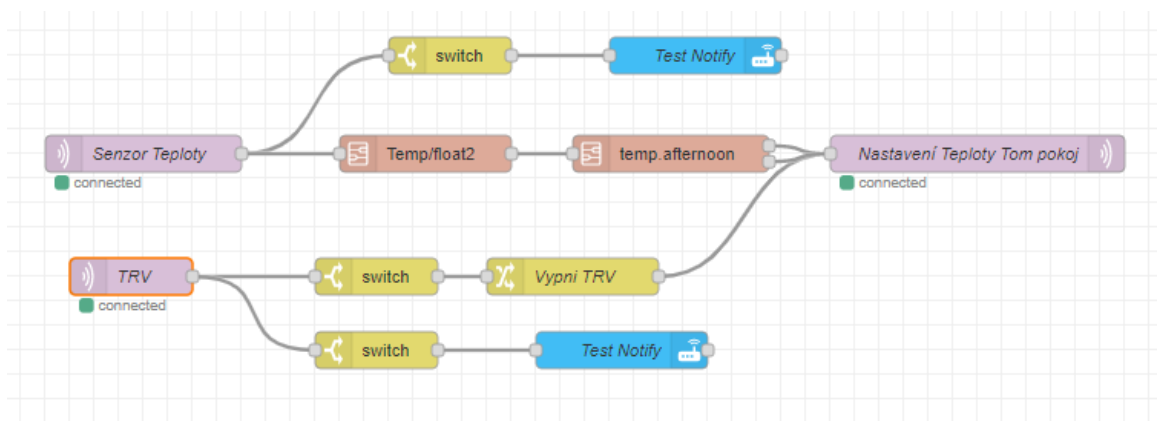 switch
Test Notify
Senzor Teploty
Temp/float2
temp.afternoon
Nastavení Teploty Tom pokoj
connected
connected
TRV
switch
Vypni TRV
connected
switch
Test Notify